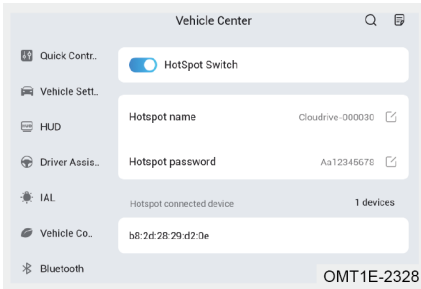 Vehicle Center
Quick Contr..
HotSpot Switch
Vehicle Sett..
HUD
Hotspot name
Cloudrive-000030
Driver Assis..
Hotspot password
Aa12345678
IAL
Hotspot connected device
1 devices
Vehicle Co..
b8:2d:28:29:d2:0e
Bluetooth
OMT1E-2328